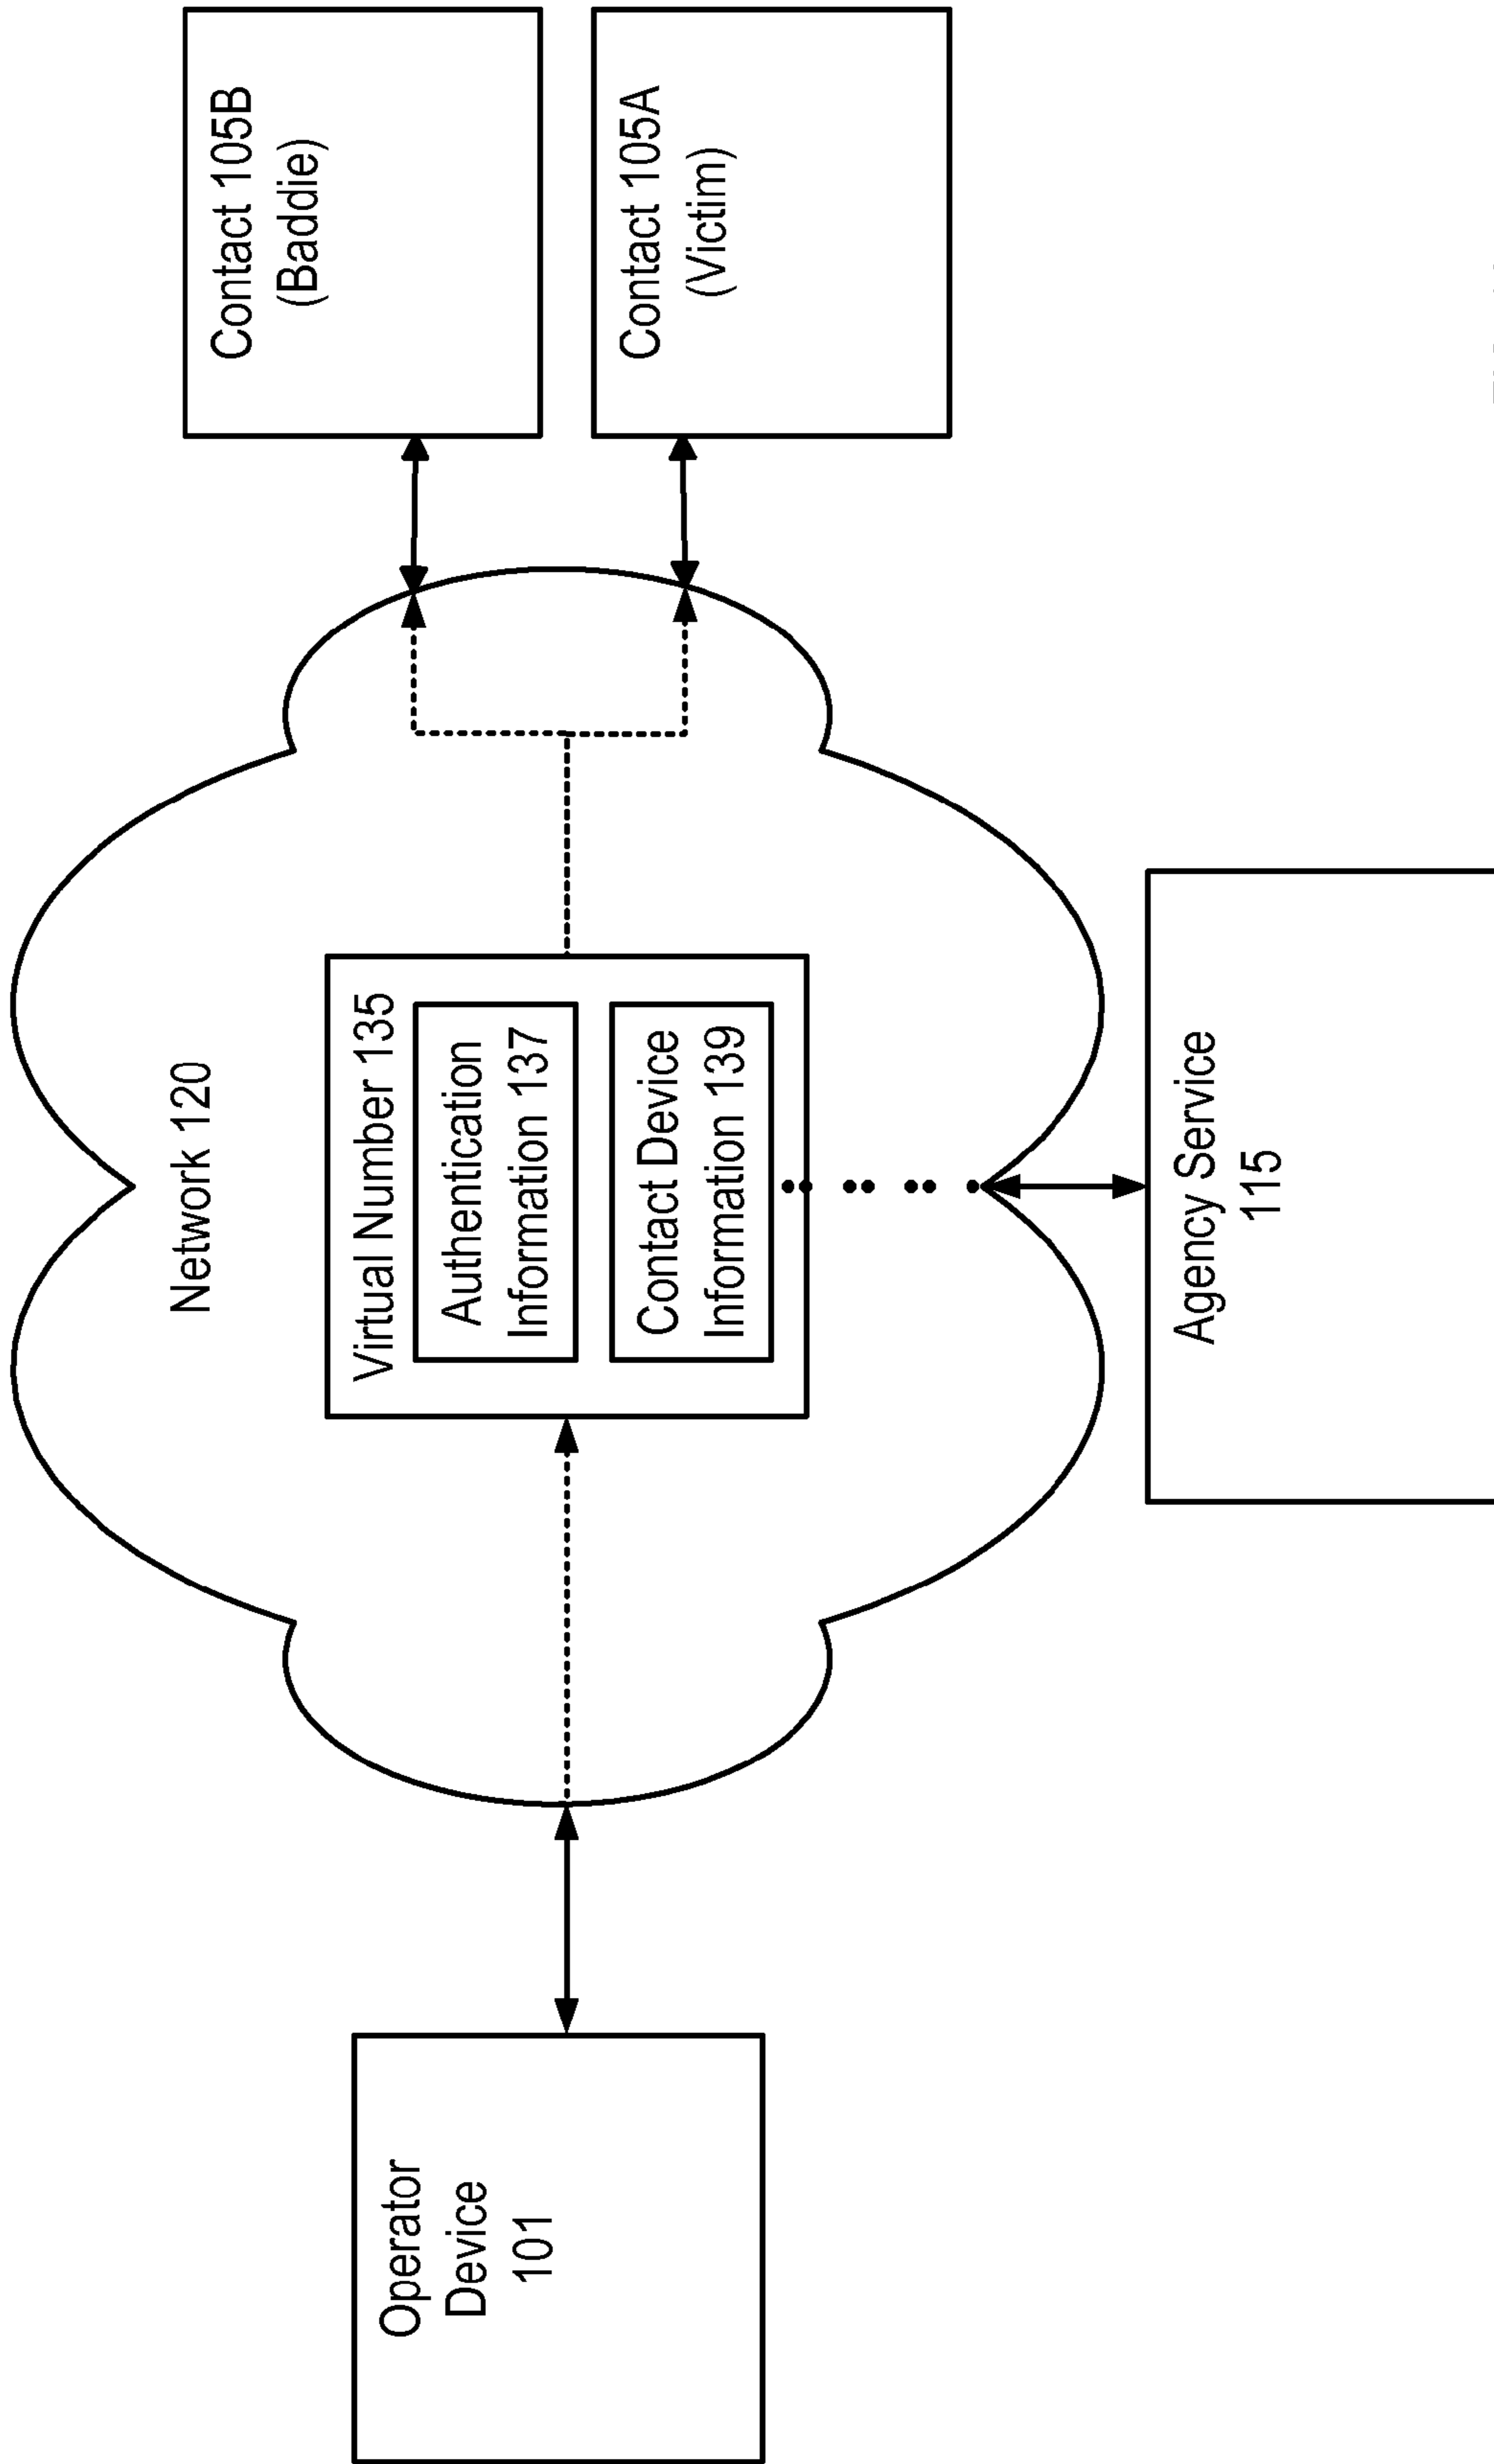 Network 120
Contact 105B
(Baddie)
Virtual Number 135
Authentication
Information 137
Contact Device
Information 139
Contact 105A
(Victim)
Operator
Device
101
Agency Service
115